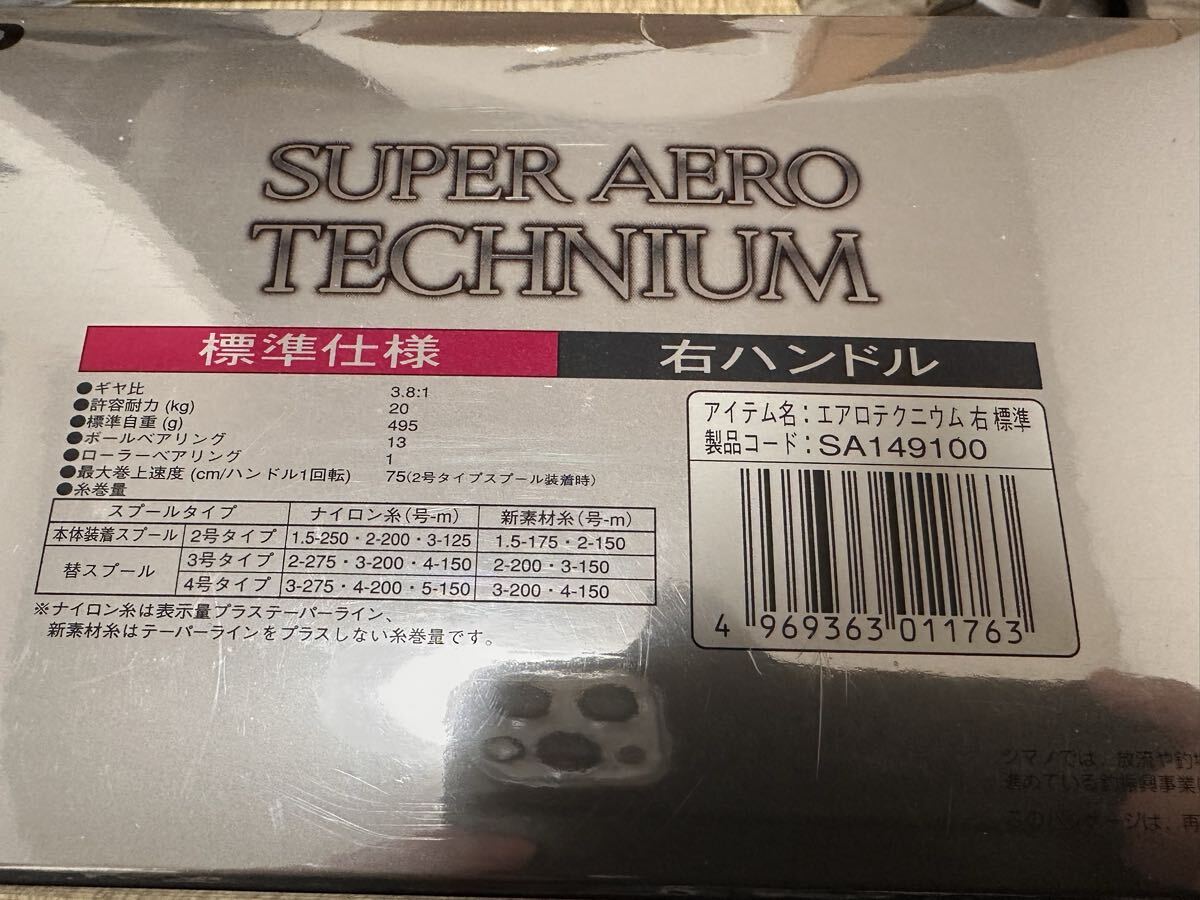 SUPER AERO
TECHNIUM
標準仕様 右ハンドル
●ギヤ比 3.8:1
●許容耐力 (kg) 20
●標準自重 (g) 495
●ボールベアリング 13
●ローラーベアリング 1
●最大巻上速度 (cm/ハンドル1回転) 75(2号タイプスプール装着時)
●糸巻量
スプールタイプ ナイロン糸(号-m) 新素材糸(号-m)
本体装着スプール 2号タイプ 1.5-250・2-200・3-125 1.5-175・2-150
替スプール 3号タイプ 2-275・3-200・4-150 2-200・3-150
4号タイプ 3-275・4-200・5-150 3-200・4-150
※ナイロン糸は表示量プラステーパーライン、
新素材糸はテーパーラインをプラスしない糸巻量です。
アイテム名：エアロテクニウム 右 標準
製品コード：SA149100
4 969363 011763
シマノでは、放流や釣場
進めている釣振興事業に
このパッケージは、再